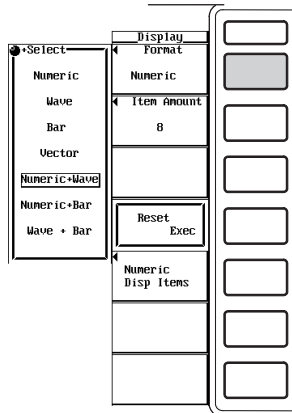 Display
Format
Numeric
Item Amount
8
Reset
Exec
Numeric
Disp Items
+Select
Numeric
Wave
Bar
Vector
Numeric+Wave
Numeric+Bar
Wave + Bar